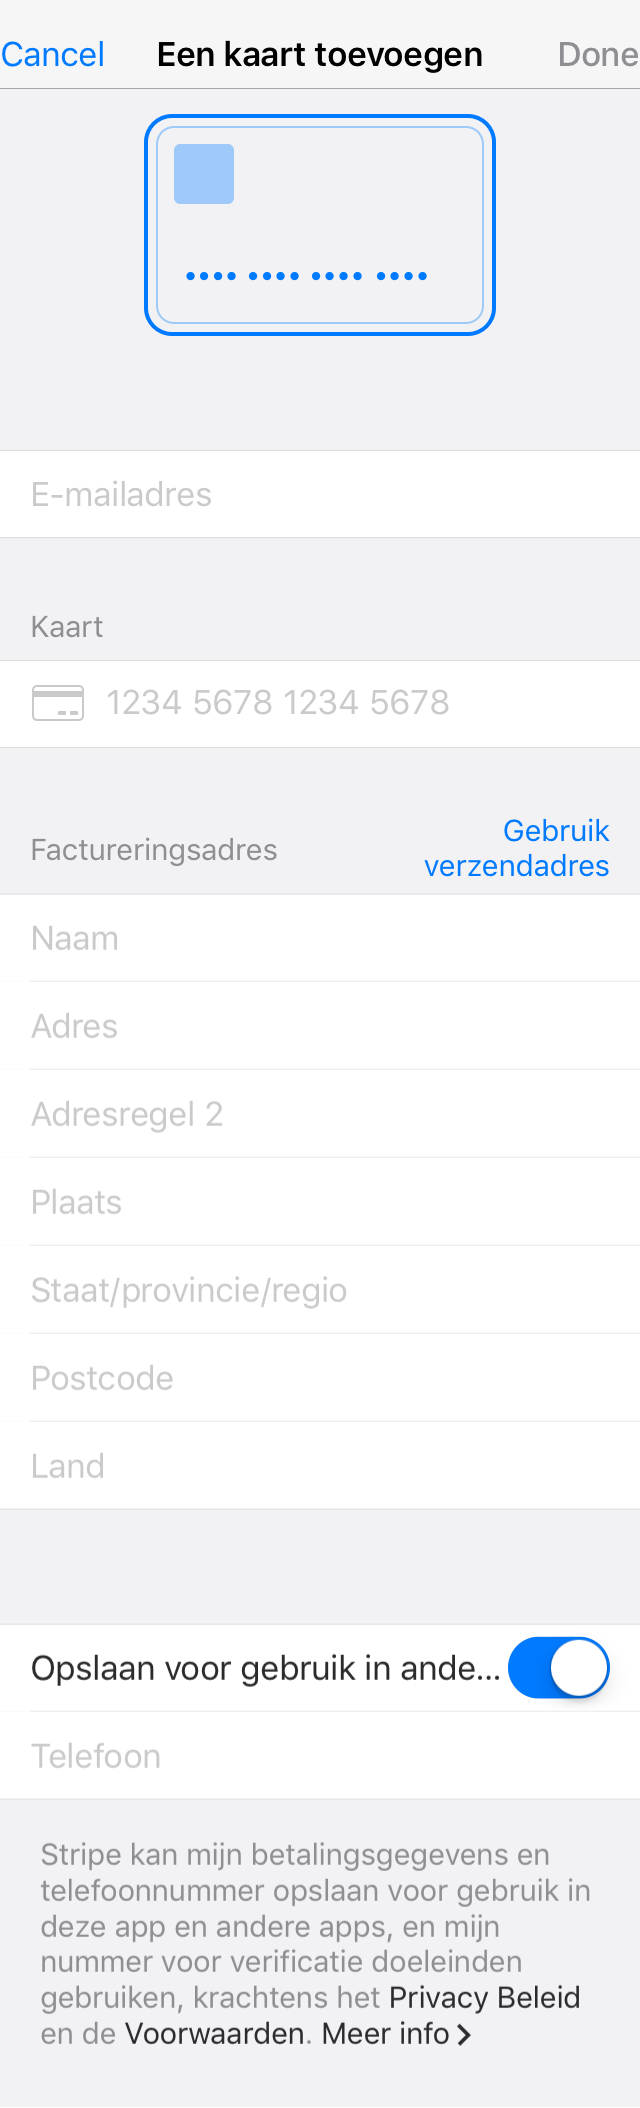 Cancel Een kaart toevoegen Done
•••• •••• •••• ••••
E-mailadres
Kaart
1234 5678 1234 5678
Factureringsadres
Gebruik
verzendadres
Naam
Adres
Adresregel 2
Plaats
Staat/provincie/regio
Postcode
Land
Opslaan voor gebruik in ande...
Telefoon
Stripe kan mijn betalingsgegevens en
telefoonnummer opslaan voor gebruik in
deze app en andere apps, en mijn
nummer voor verificatie doeleinden
gebruiken, krachtens het Privacy Beleid
en de Voorwaarden. Meer info